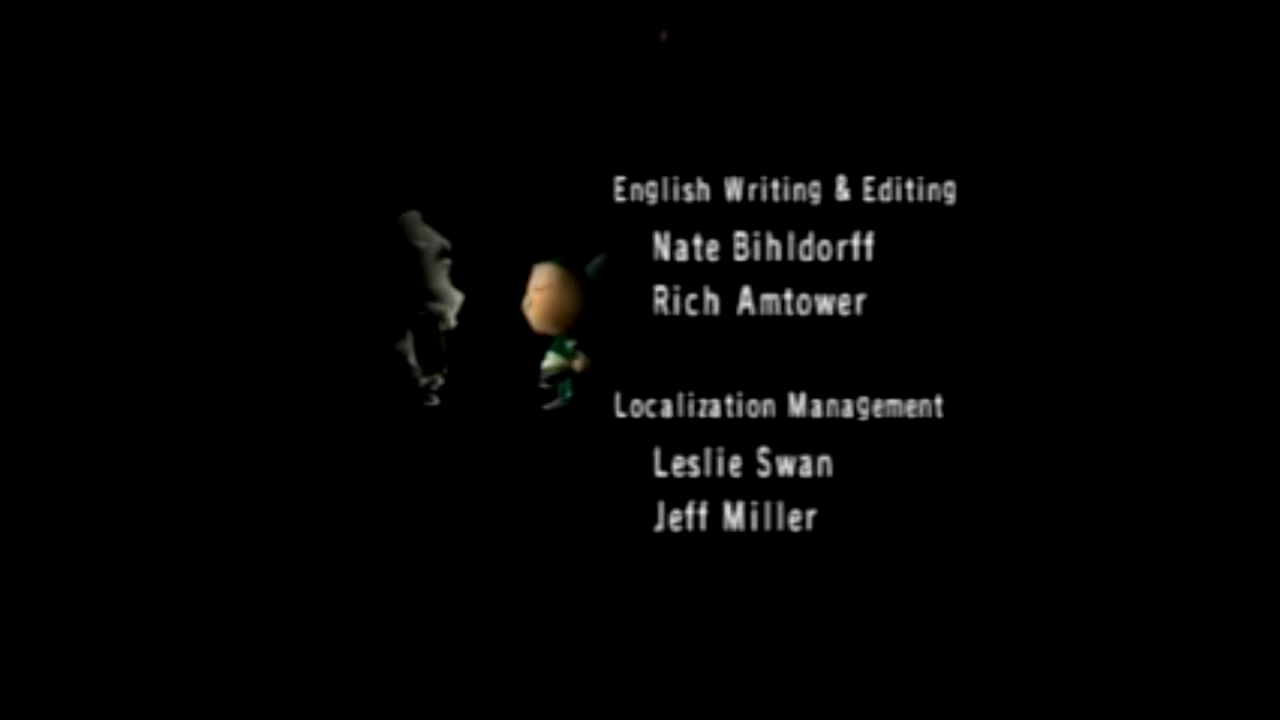 English Writing & Editing
Nate Bihldorff
Rich Amtower
Localization Management
Leslie Swan
Jeff Miller